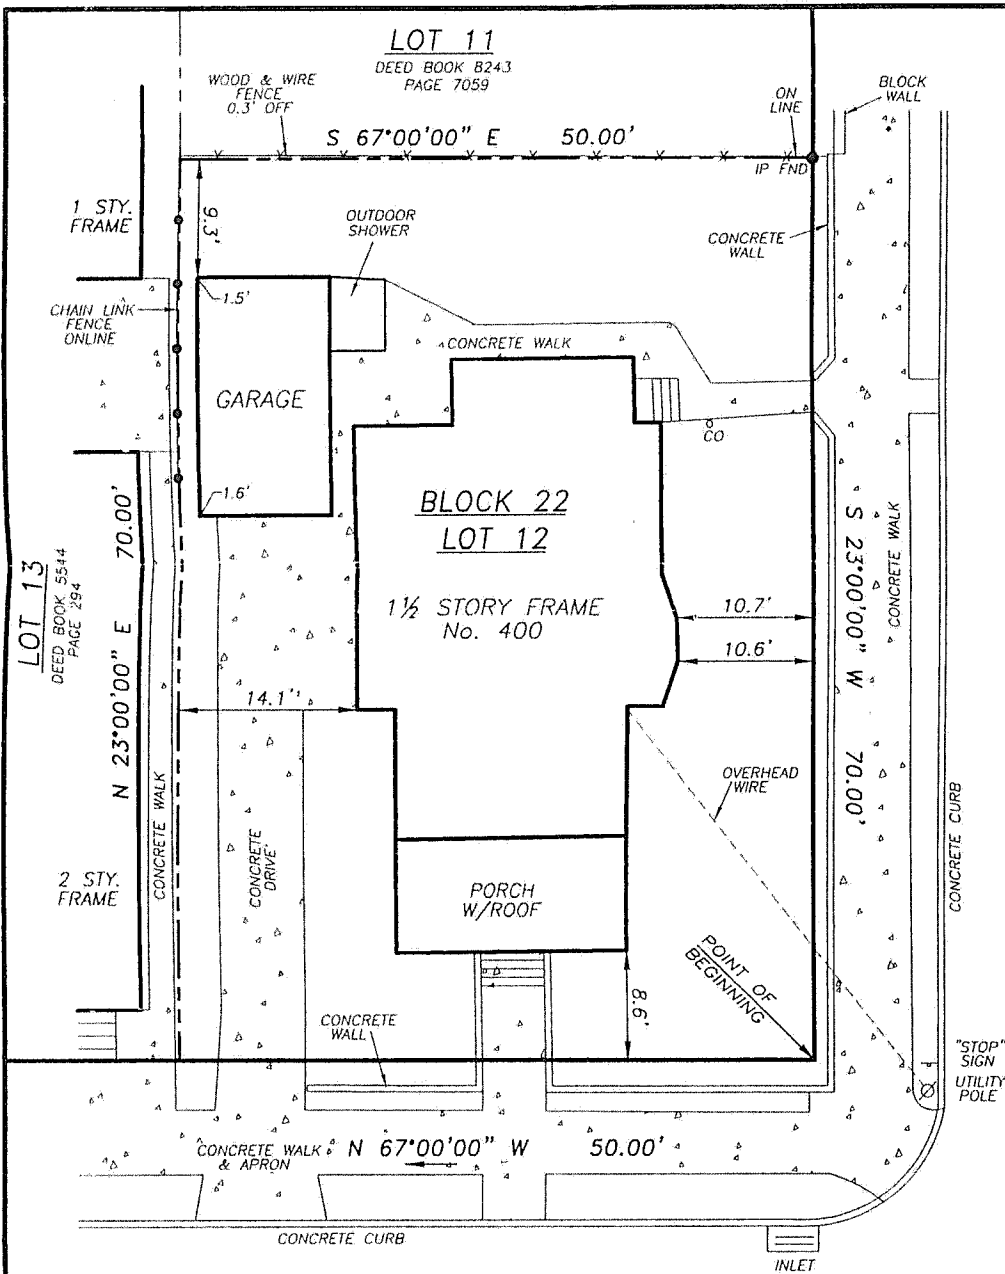 LOT 11
DEED BOOK 8243
PAGE 7059
WOOD & WIRE
FENCE
0.3' OFF
S 67°00'00" E 50.00'
ON
LINE
BLOCK
WALL
IP FND
1 STY.
FRAME
9.3'
OUTDOOR
SHOWER
CONCRETE
WALL
1.5'
CHAIN LINK
FENCE
ONLINE
CONCRETE WALK
GARAGE
CO
1.6'
BLOCK 22
LOT 12
1½ STORY FRAME
No. 400
LOT 13
DEED BOOK 5544
PAGE 294
N 23°00'00" E 70.00'
10.7'
10.6'
S 23°00'00" W 70.00'
CONCRETE WALK
14.1'
OVERHEAD
WIRE
CONCRETE WALK
CONCRETE
DRIVE
CONCRETE CURB
2 STY.
FRAME
PORCH
W/ROOF
POINT OF
BEGINNING
8.6'
CONCRETE
WALL
"STOP"
SIGN
UTILITY
POLE
CONCRETE WALK
& APRON
N 67°00'00" W 50.00'
CONCRETE CURB
INLET